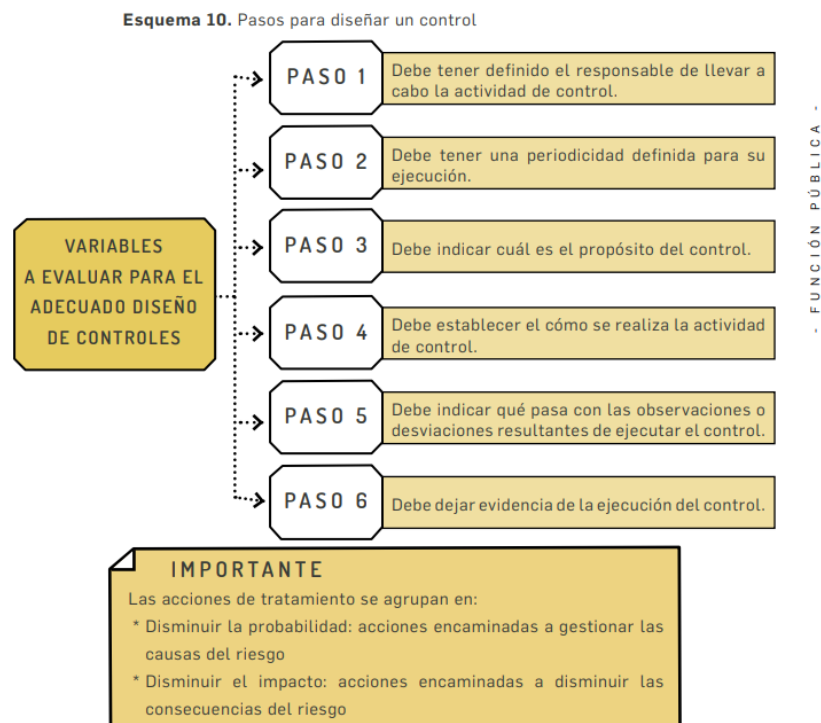 Esquema 10. Pasos para diseñar un control
VARIABLES
A EVALUAR PARA EL
ADECUADO DISEÑO
DE CONTROLES
PASO 1
Debe tener definido el responsable de llevar a
cabo la actividad de control.
PASO 2
Debe tener una periodicidad definida para su
ejecución.
PASO 3
Debe indicar cuál es el propósito del control.
PASO 4
Debe establecer el cómo se realiza la actividad
de control.
PASO 5
Debe indicar qué pasa con las observaciones o
desviaciones resultantes de ejecutar el control.
PASO 6
Debe dejar evidencia de la ejecución del control.
- FUNCIÓN PÚBLICA -
IMPORTANTE
Las acciones de tratamiento se agrupan en:
* Disminuir la probabilidad: acciones encaminadas a gestionar las
causas del riesgo
* Disminuir el impacto: acciones encaminadas a disminuir las
consecuencias del riesgo